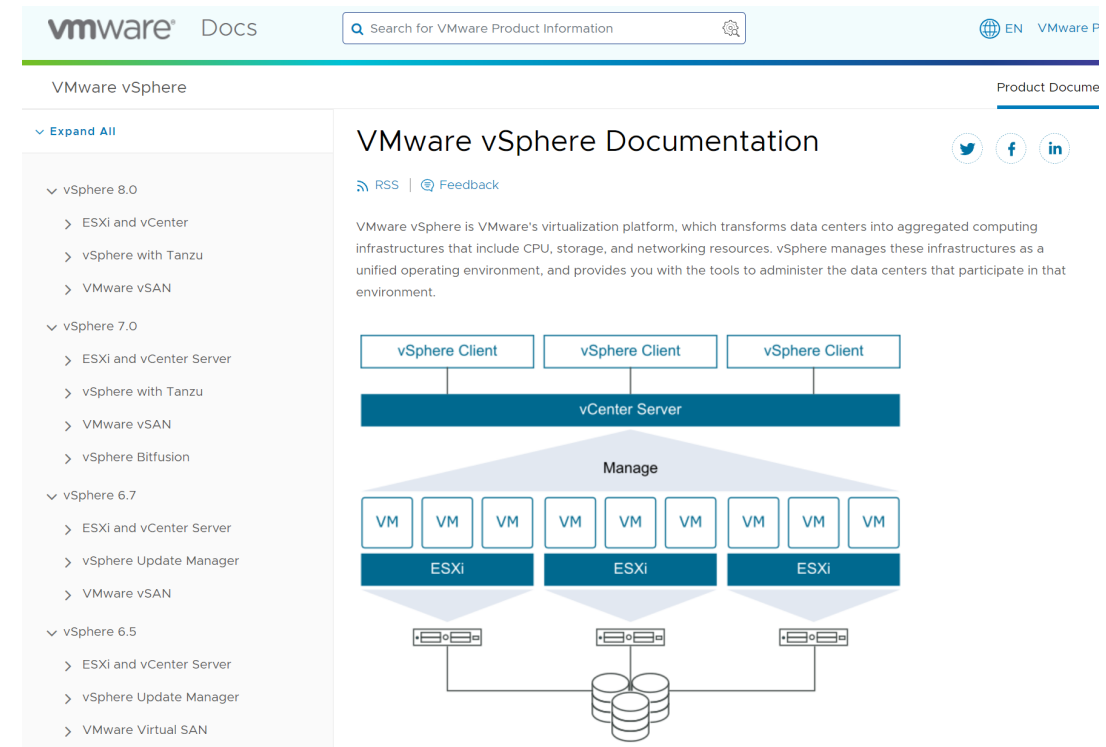 vmware® Docs
Search for VMware Product Information
EN VMware P
VMware vSphere
Product Docume
Expand All
vSphere 8.0
ESXi and vCenter
vSphere with Tanzu
VMware vSAN
vSphere 7.0
ESXi and vCenter Server
vSphere with Tanzu
VMware vSAN
vSphere Bitfusion
vSphere 6.7
ESXi and vCenter Server
vSphere Update Manager
VMware vSAN
vSphere 6.5
ESXi and vCenter Server
vSphere Update Manager
VMware Virtual SAN
VMware vSphere Documentation
RSS | Feedback
VMware vSphere is VMware's virtualization platform, which transforms data centers into aggregated computing
infrastructures that include CPU, storage, and networking resources. vSphere manages these infrastructures as a
unified operating environment, and provides you with the tools to administer the data centers that participate in that
environment.
vSphere Client vSphere Client vSphere Client
vCenter Server
Manage
VM VM VM VM VM VM VM VM VM
ESXi ESXi ESXi